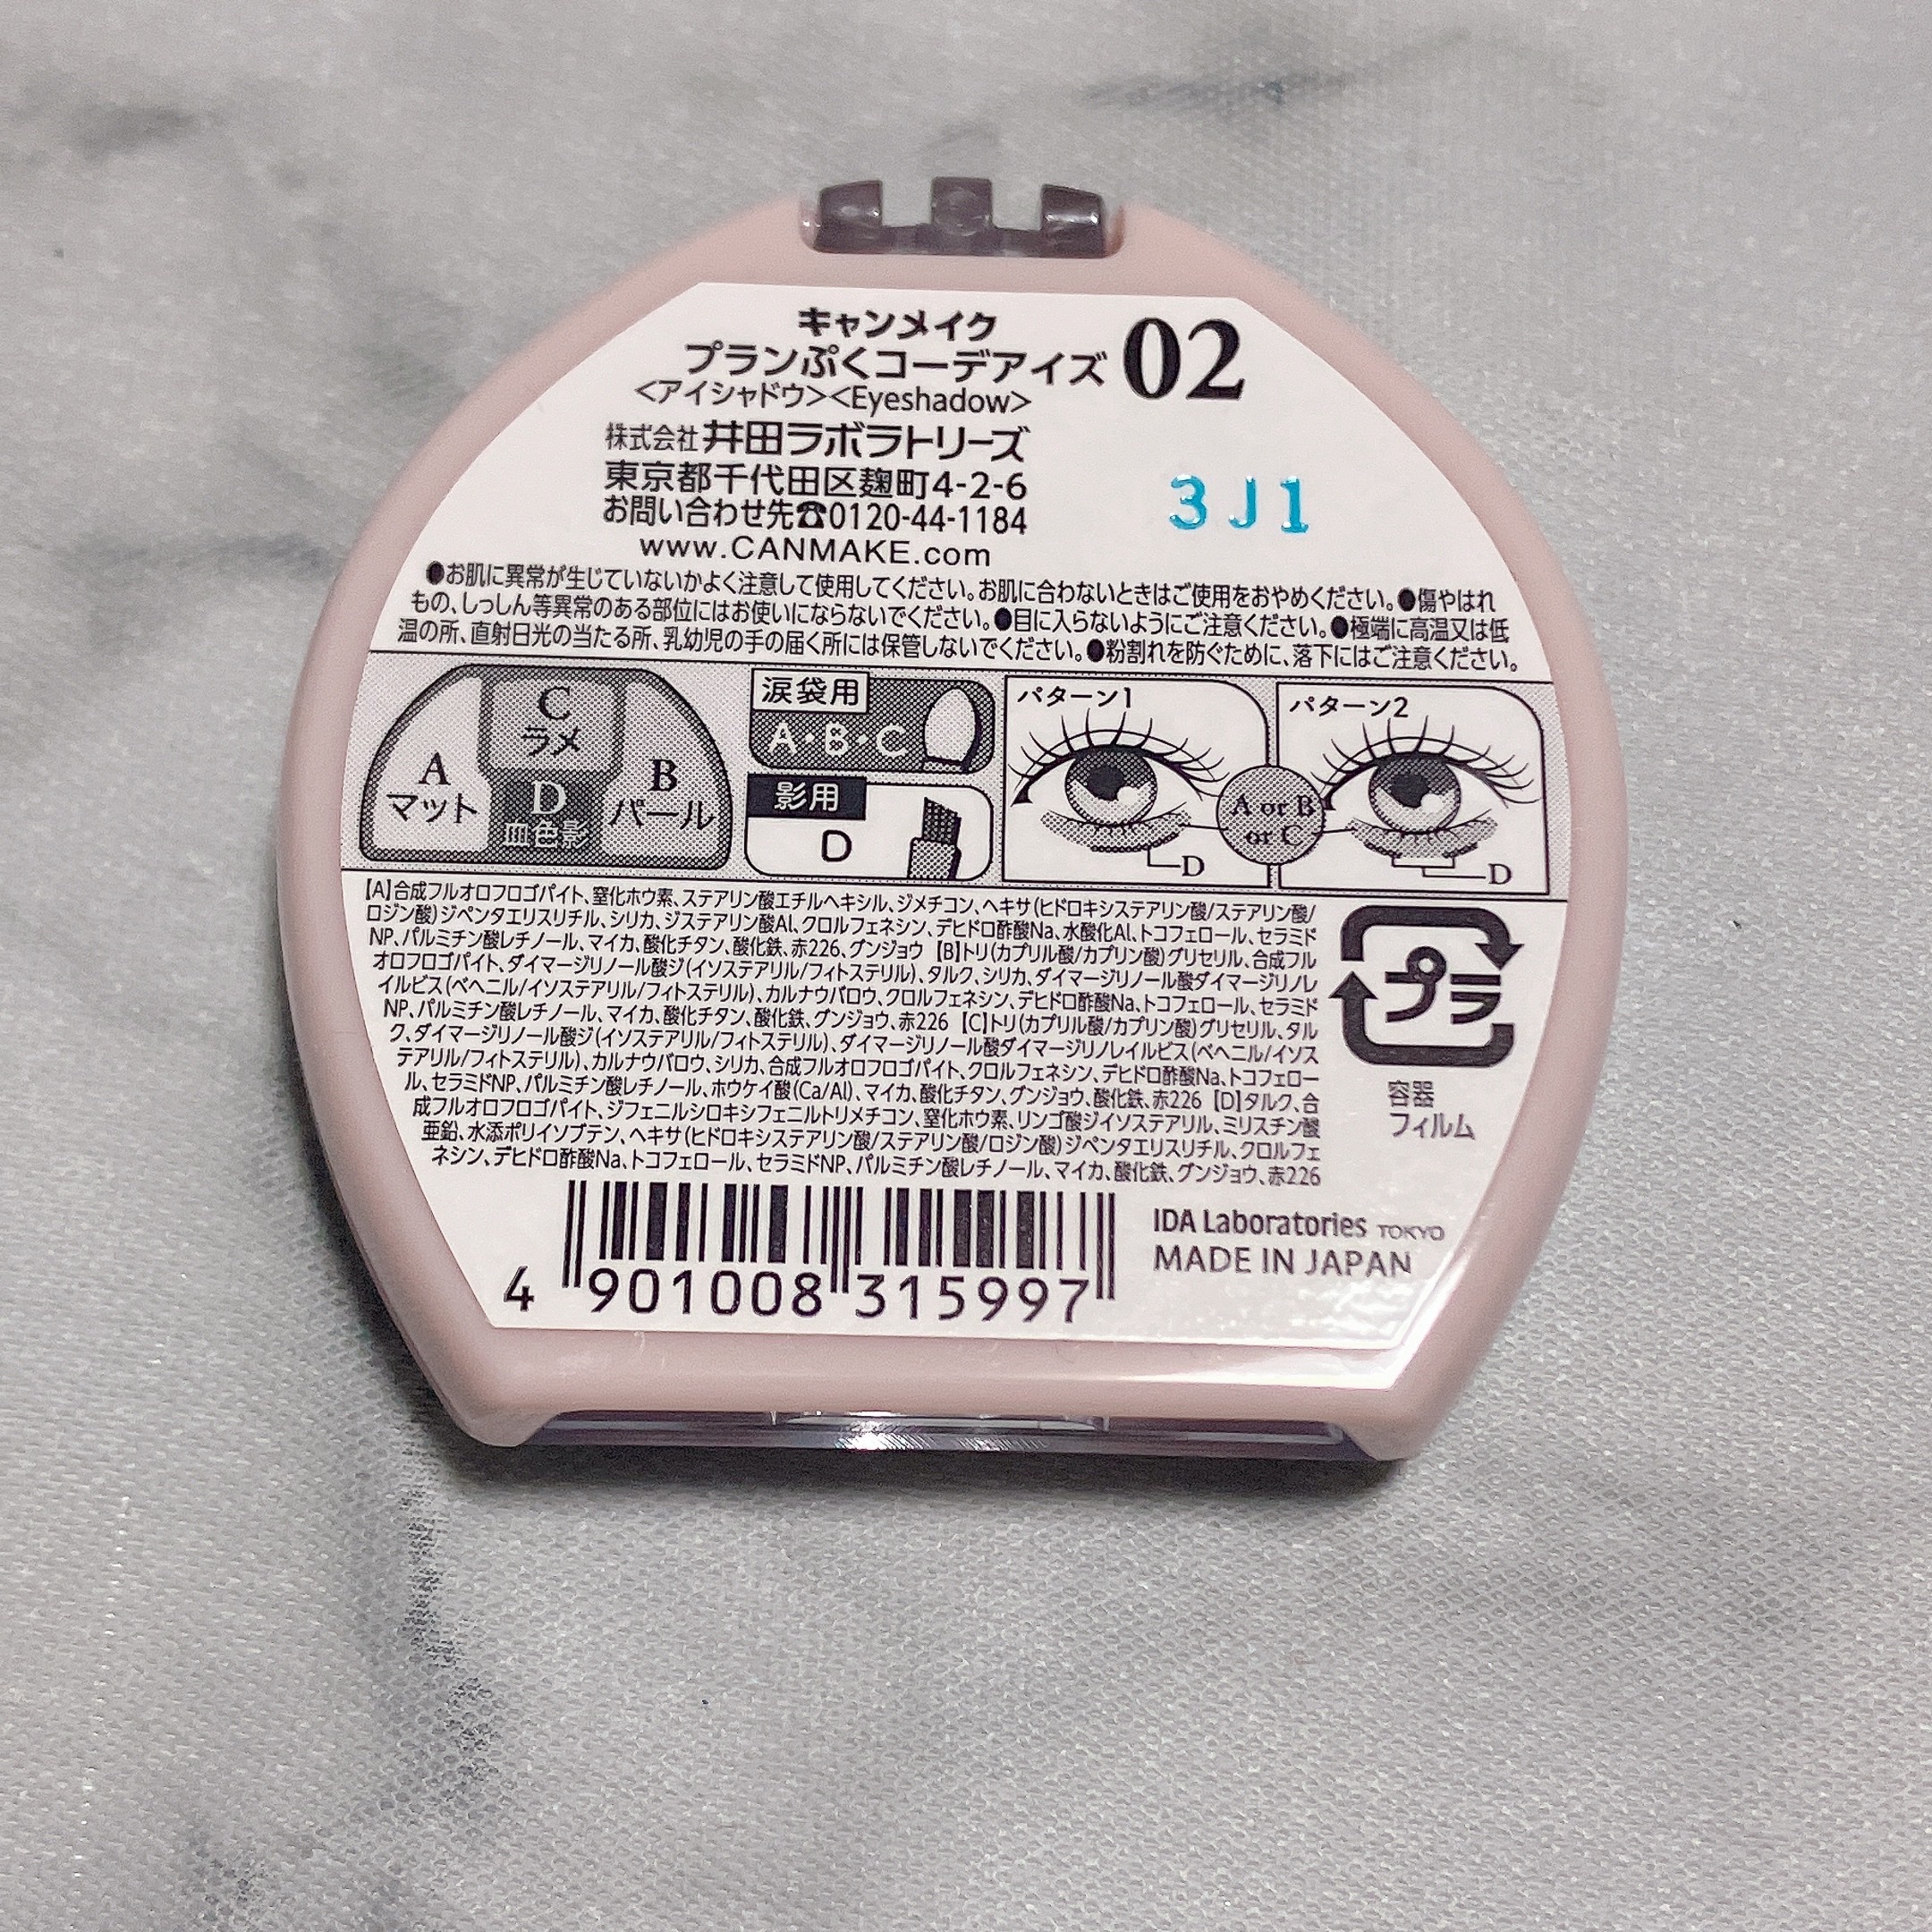 キャンメイク
プランぷくコーデアイズ 02
<アイシャドウ><Eyeshadow>
株式会社 井田ラボラトリーズ
東京都千代田区麹町4-2-6
お問い合わせ先☎0120-44-1184
www.CANMAKE.com
3J1
●お肌に異常が生じていないかよく注意して使用してください。お肌に合わないときはご使用をおやめください。●傷やはれ
もの、しっしん等異常のある部位にはお使いにならないでください。●目に入らないようにご注意ください。●極端に高温又は低
温の所、直射日光の当たる所、乳幼児の手の届く所には保管しないでください。●粉割れを防ぐために、落下にはご注意ください。
A
マット
C
ラメ
D
血色影
B
パール
涙袋用
A・B・C
影用
D
パターン1
D
A or B
or C
パターン2
D
【A】合成フルオロフロゴパイト、窒化ホウ素、ステアリン酸エチルヘキシル、ジメチコン、ヘキサ(ヒドロキシステアリン酸/ステアリン酸/
ロジン酸)ジペンタエリスリチル、シリカ、ジステアリン酸Al、クロルフェネシン、デヒドロ酢酸Na、水酸化Al、トコフェロール、セラミド
NP、パルミチン酸レチノール、マイカ、酸化チタン、酸化鉄、赤226、グンジョウ 【B】トリ(カプリル酸/カプリン酸)グリセリル、合成フル
オロフロゴパイト、ダイマージリノール酸ジ(イソステアリル/フィトステリル)、タルク、シリカ、ダイマージリノール酸ダイマージリノレ
イルビス(ベヘニル/イソステアリル/フィトステリル)、カルナウバロウ、クロルフェネシン、デヒドロ酢酸Na、トコフェロール、セラミド
NP、パルミチン酸レチノール、マイカ、酸化チタン、酸化鉄、グンジョウ、赤226 【C】トリ(カプリル酸/カプリン酸)グリセリル、タル
ク、ダイマージリノール酸ジ(イソステアリル/フィトステリル)、ダイマージリノール酸ダイマージリノレイルビス(ベヘニル/イソス
テアリル/フィトステリル)、カルナウバロウ、シリカ、合成フルオロフロゴパイト、クロルフェネシン、デヒドロ酢酸Na、トコフェロー
ル、セラミドNP、パルミチン酸レチノール、ホウケイ酸(Ca/Al)、マイカ、酸化チタン、グンジョウ、酸化鉄、赤226 【D】タルク、合
成フルオロフロゴパイト、ジフェニルシロキシフェニルトリメチコン、窒化ホウ素、リンゴ酸ジイソステアリル、ミリスチン酸
亜鉛、水添ポリイソブテン、ヘキサ(ヒドロキシステアリン酸/ステアリン酸/ロジン酸)ジペンタエリスリチル、クロルフェ
ネシン、デヒドロ酢酸Na、トコフェロール、セラミドNP、パルミチン酸レチノール、マイカ、酸化鉄、グンジョウ、赤226
プラ
容器
フィルム
4 901008 315997
IDA Laboratories TOKYO
MADE IN JAPAN